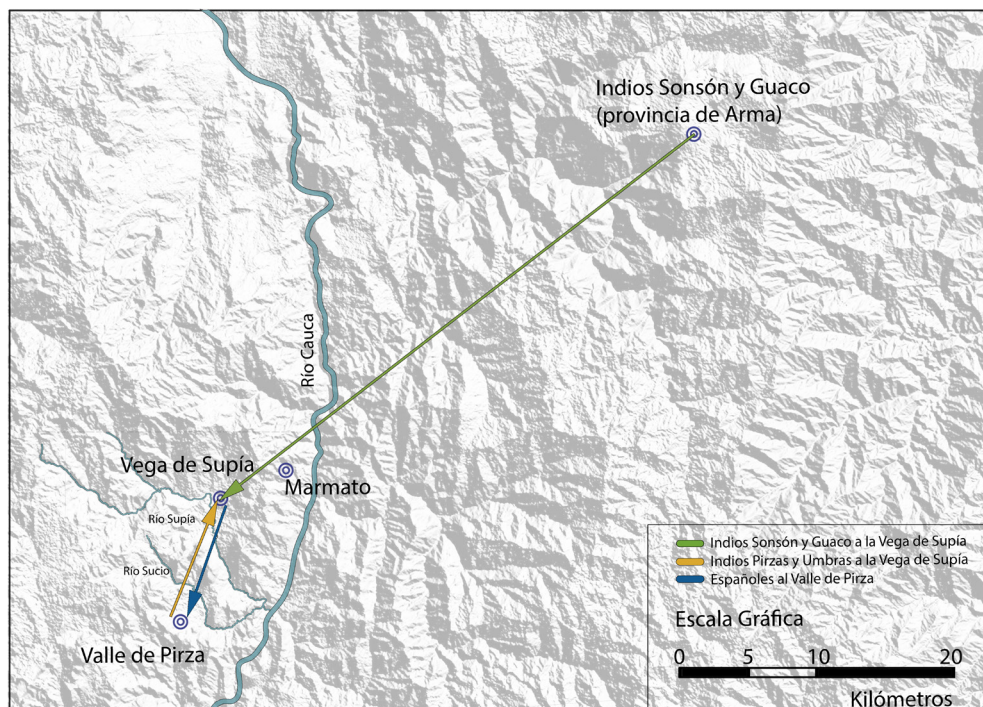 Indios Sonsón y Guaco
(provincia de Arma)
Río Cauca
Vega de Supía
Marmato
Río Supía
Río Sucio
Valle de Pirza
Indios Sonsón y Guaco a la Vega de Supía
Indios Pirzas y Umbras a la Vega de Supía
Españoles al Valle de Pirza
Escala Gráfica
0 5 10 20
Kilómetros